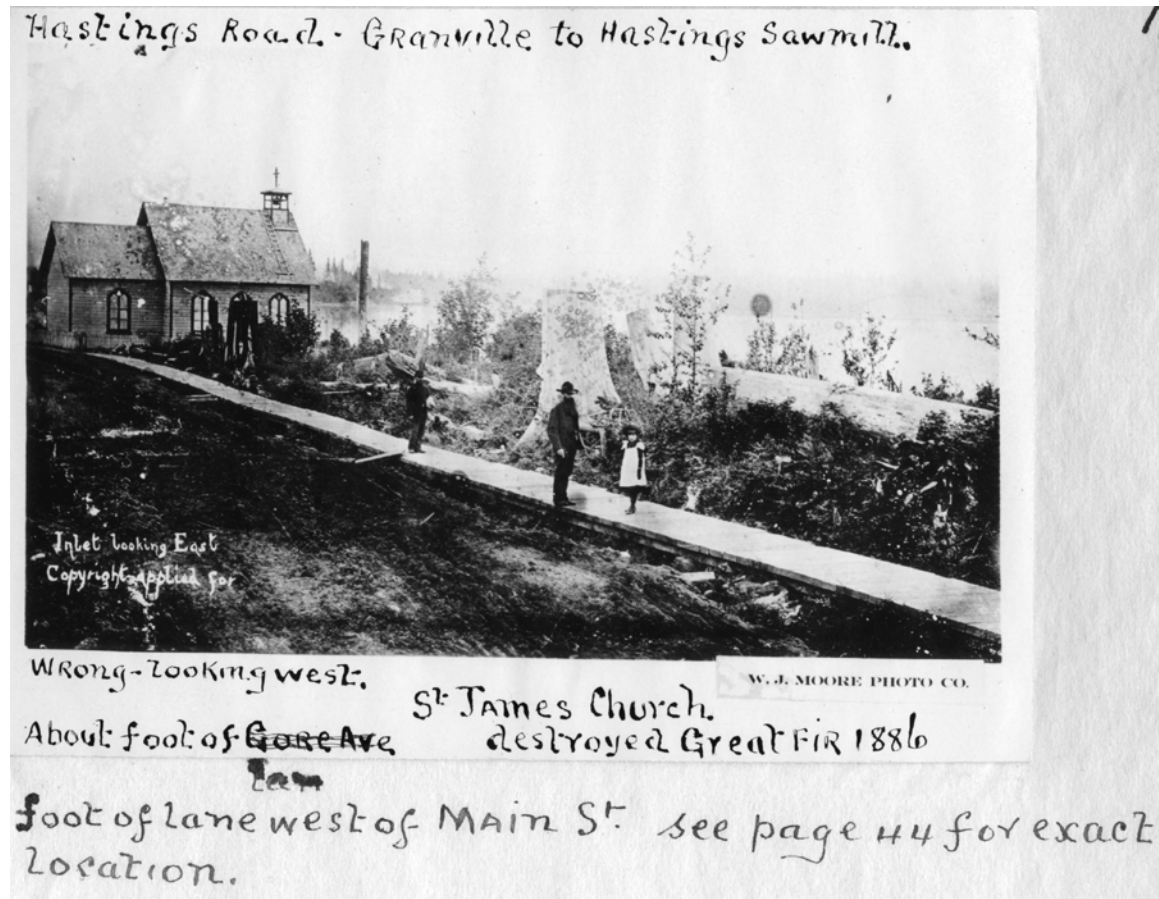 Hastings Road - Granville to Hastings Sawmill.
Inlet looking East
Copyright applied for
Wrong - looking west.
W. J. MOORE PHOTO CO.
St James Church.
About foot of Gore Ave destroyed Great FIR 1886
Lan
foot of lane west of Main St. see page 44 for exact
location.